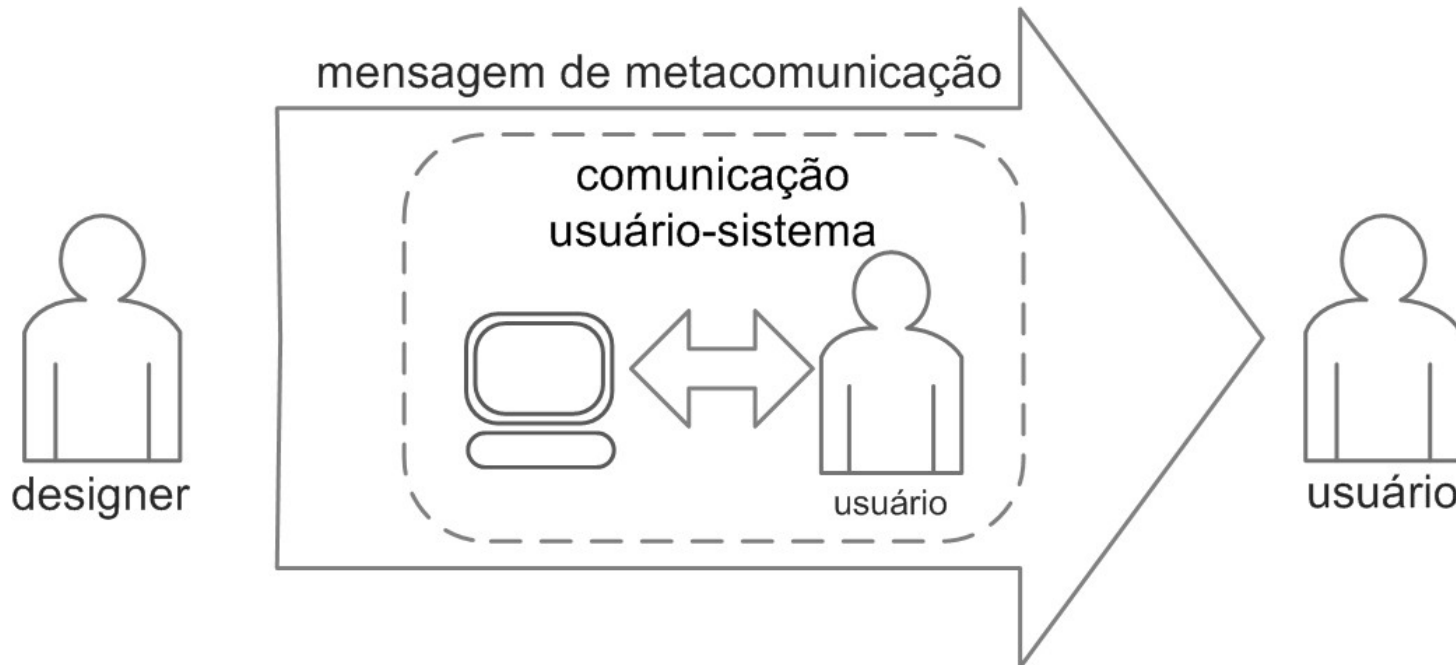 mensagem de metacomunicação
comunicação
usuário-sistema
designer
usuário
usuário